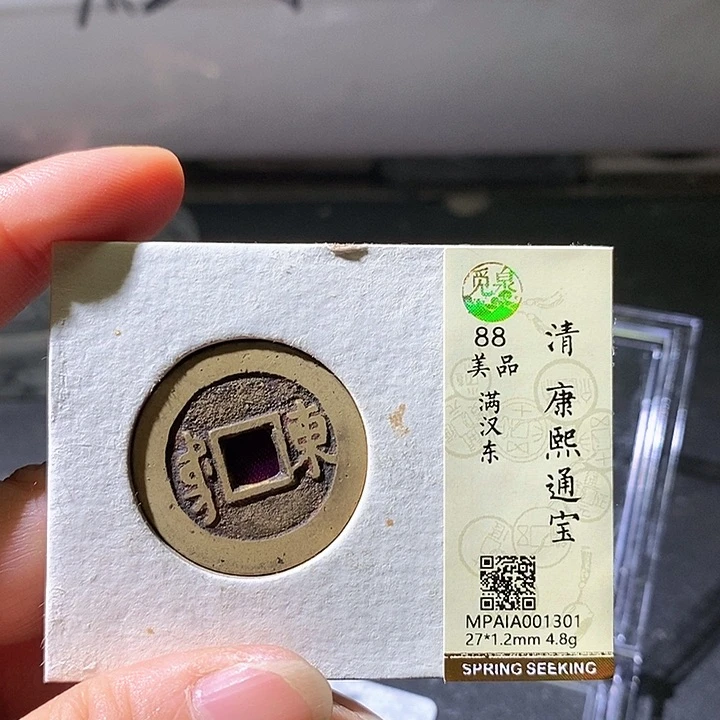 東
觅泉
88
美品
满汉东
清 康熙通宝
MPAIA001301
27*1.2mm 4.8g
SPRING SEEKING